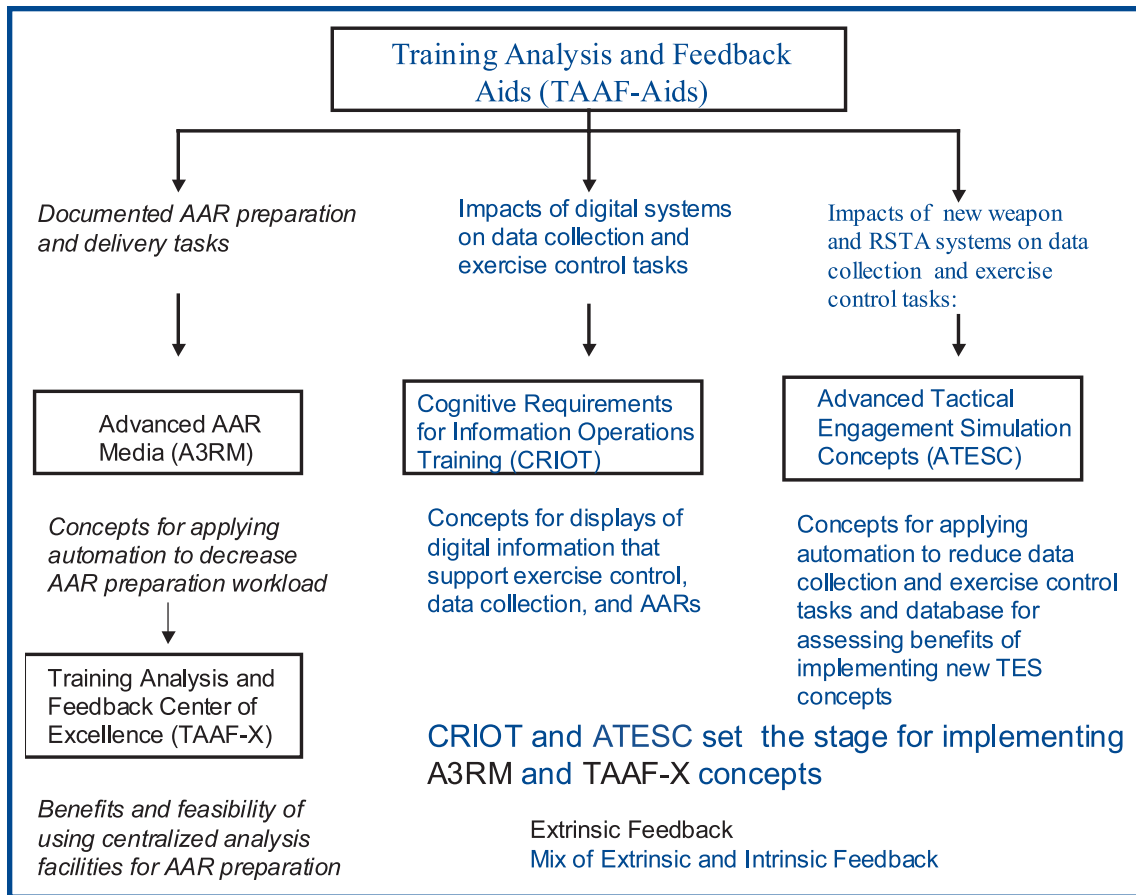 Training Analysis and Feedback
Aids (TAAF-Aids)
Documented AAR preparation
and delivery tasks
Impacts of digital systems
on data collection and
exercise control tasks
Impacts of new weapon
and RSTA systems on data
collection and exercise
control tasks:
Advanced AAR
Media (A3RM)
Cognitive Requirements
for Information Operations
Training (CRIOT)
Advanced Tactical
Engagement Simulation
Concepts (ATESC)
Concepts for applying
automation to decrease
AAR preparation workload
Concepts for displays of
digital information that
support exercise control,
data collection, and AARs
Concepts for applying
automation to reduce data
collection and exercise control
tasks and database for
assessing benefits of
implementing new TES
concepts
Training Analysis and
Feedback Center of
Excellence (TAAF-X)
CRIOT and ATESC set the stage for implementing
A3RM and TAAF-X concepts
Benefits and feasibility of
using centralized analysis
facilities for AAR preparation
Extrinsic Feedback
Mix of Extrinsic and Intrinsic Feedback